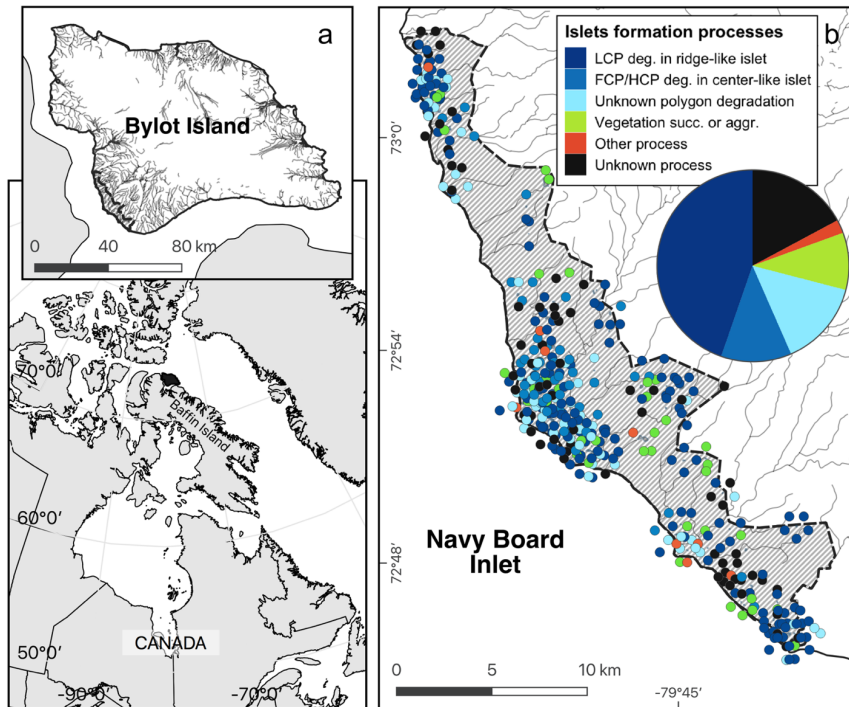 a
Bylot Island
0 40 80 km
70°0′
Baffin Island
60°0′
CANADA
50°0′
-90°0′ -70°0′
b
Islets formation processes
LCP deg. in ridge-like islet
FCP/HCP deg. in center-like islet
Unknown polygon degradation
Vegetation succ. or aggr.
Other process
Unknown process
73°0′
72°54′
72°48′
Navy Board
Inlet
0 5 10 km
-79°45′